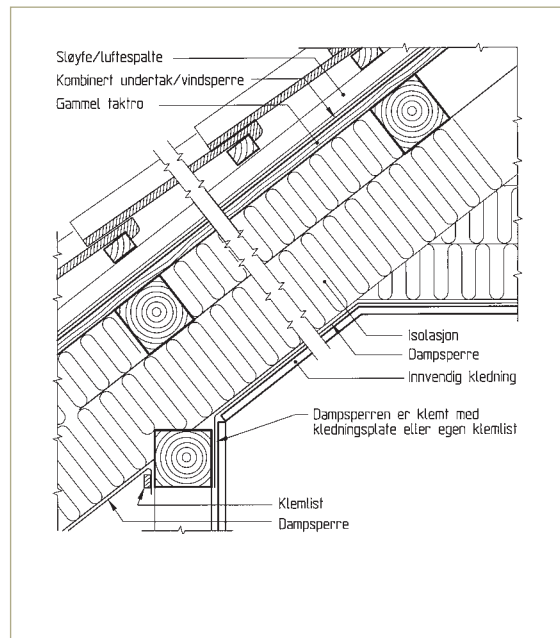 Sløyfe/luftespalte
Kombinert undertak/vindsperre
Gammel taktro
Isolasjon
Dampsperre
Innvendig kledning
Dampsperren er klemt med
kledningsplate eller egen klemlist
Klemlist
Dampsperre